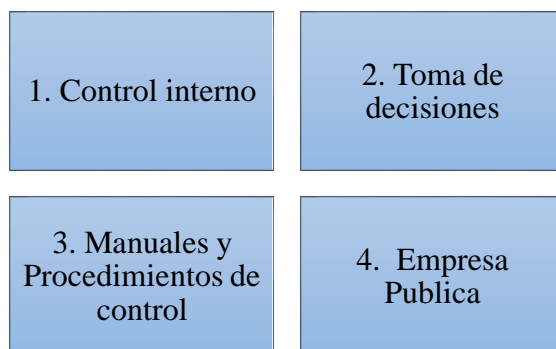 1. Control interno
2. Toma de
decisiones
3. Manuales y
Procedimientos de
control
4. Empresa
Publica